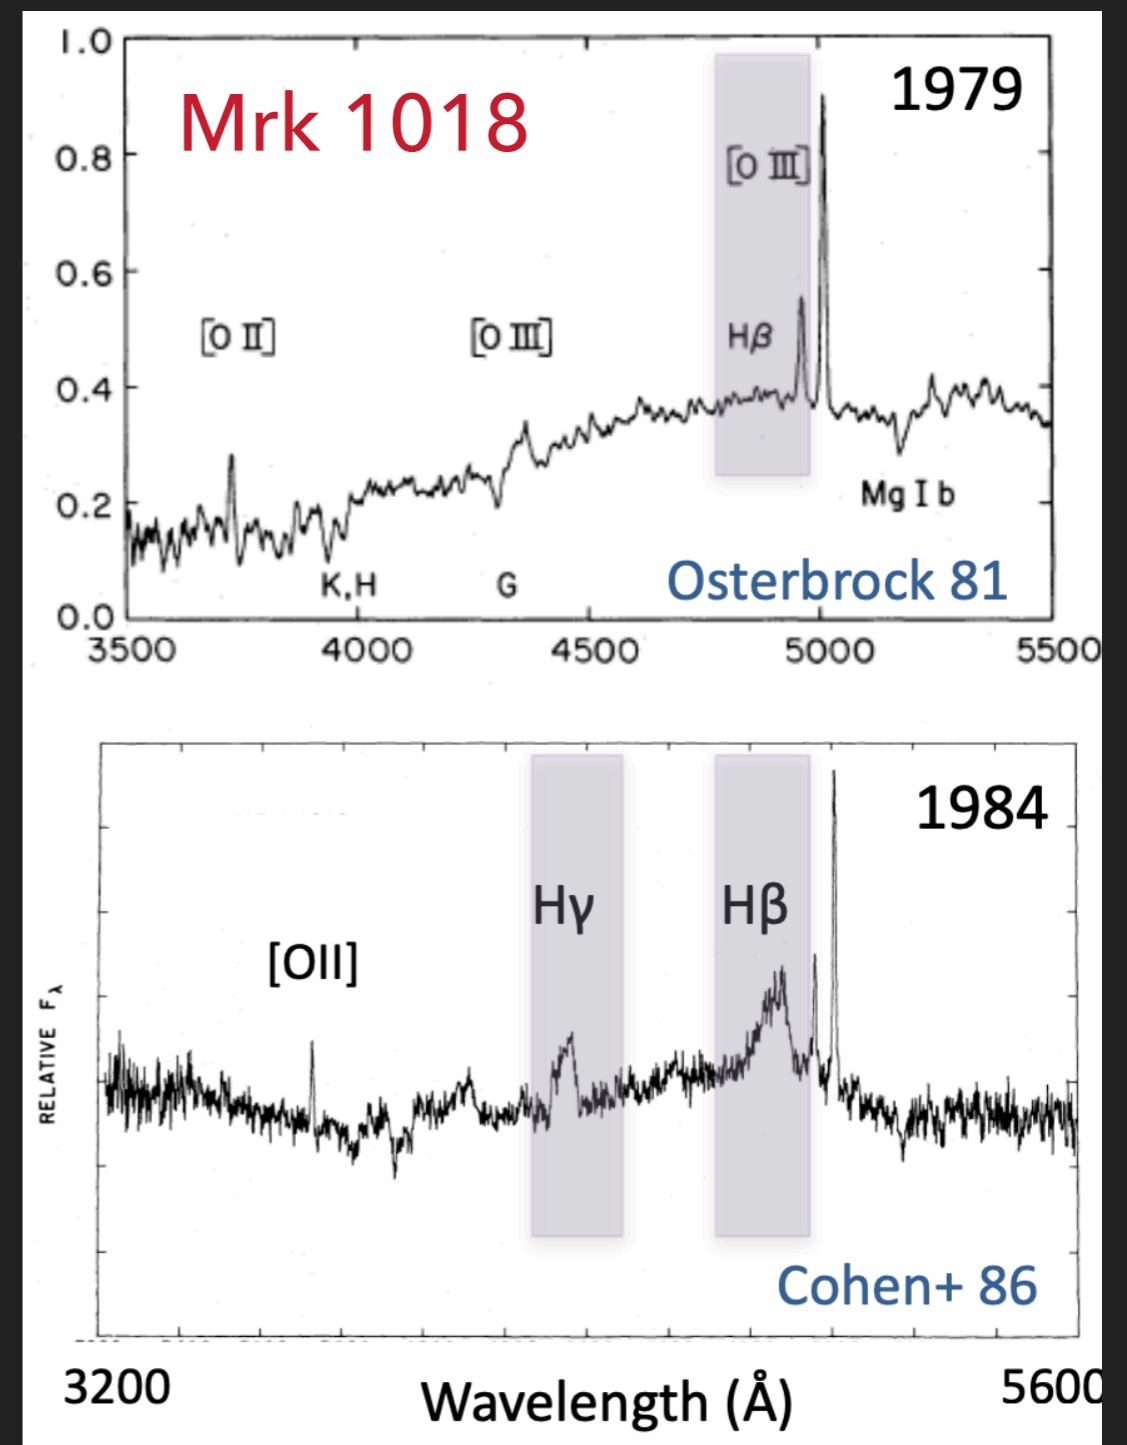 1.0
Mrk 1018
1979
0.8
[O III]
0.6
[O II]
[O III]
Hβ
0.4
0.2
Mg I b
K,H
G
Osterbrock 81
0.0
3500
4000
4500
5000
5500
1984
Hγ
Hβ
[OII]
RELATIVE Fλ
Cohen+ 86
3200
Wavelength (Å)
5600